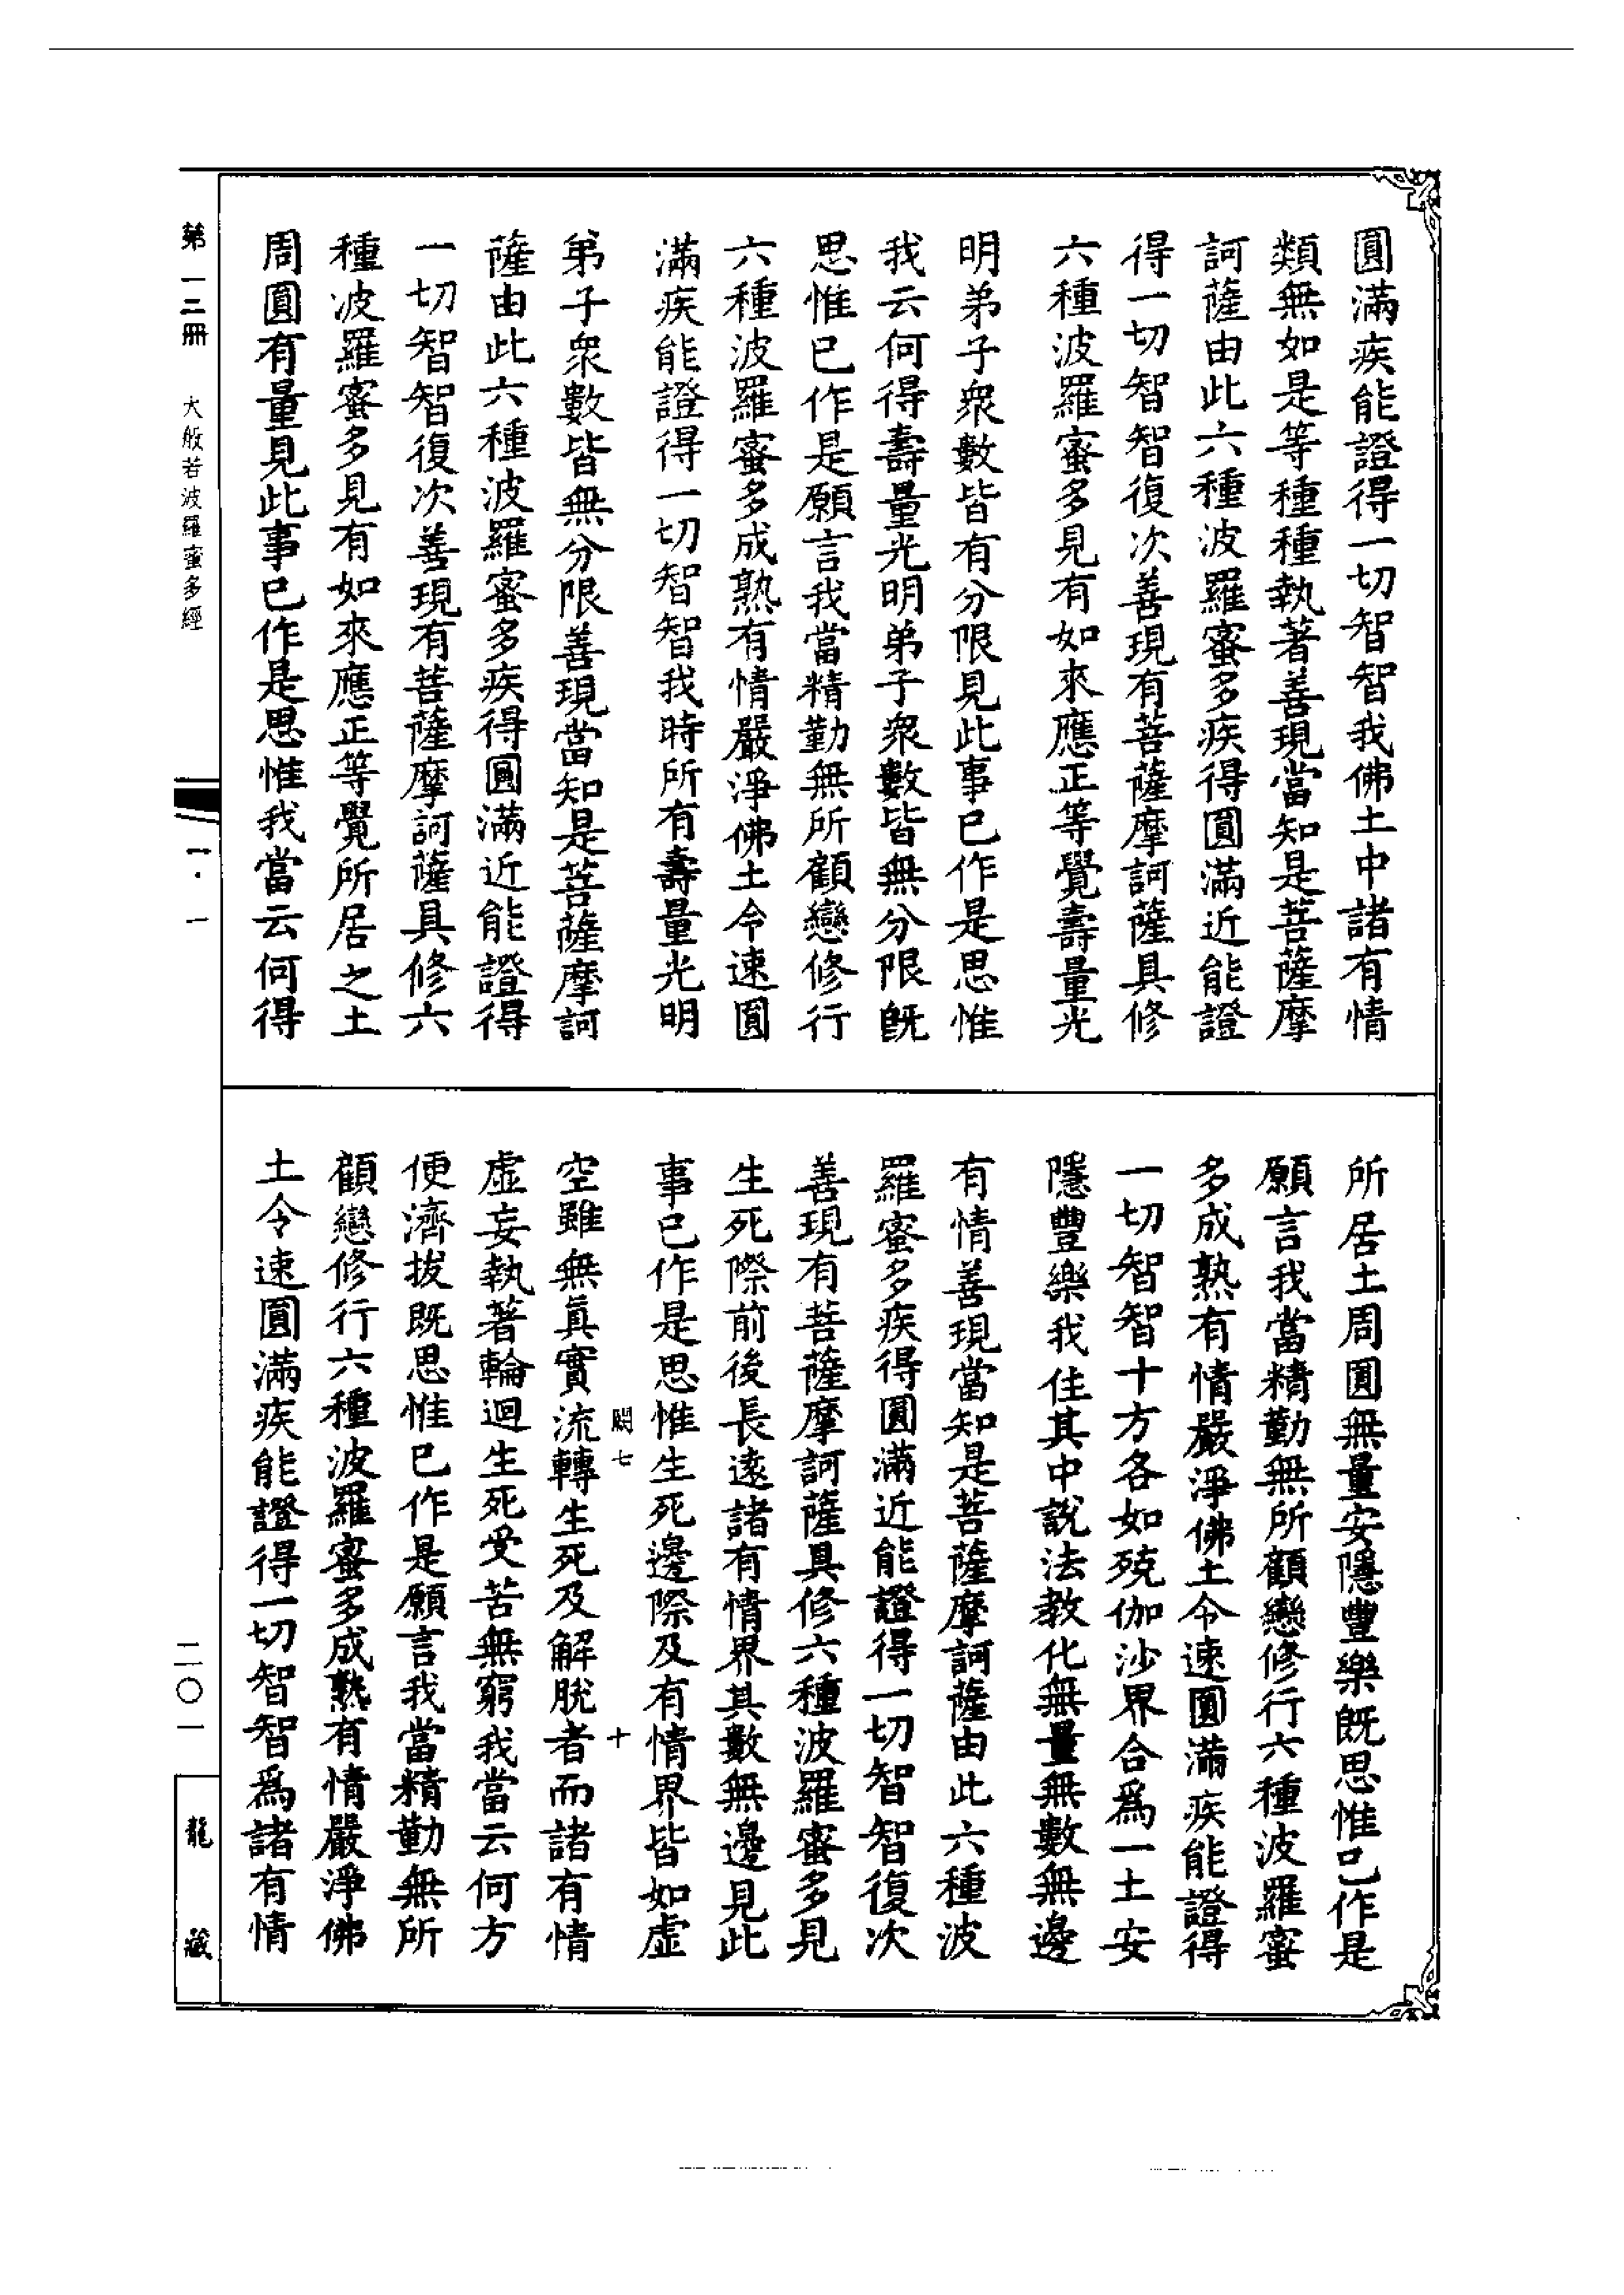 圓滿疾能證得一切智智我佛土中諸有情
類無如是等種種執著善現當知是菩薩摩
訶薩由此六種波羅蜜多疾得圓滿近能證
得一切智智復次善現有菩薩摩訶薩具修
六種波羅蜜多見有如來應正等覺壽量光
明弟子衆數皆有分限見此事已作是思惟
我云何得壽量光明弟子衆數皆無分限旣
思惟已作是願言我當精勤無所顧戀修行
六種波羅蜜多成熟有情嚴淨佛土令速圓
滿疾能證得一切智智我時所有壽量光明
弟子衆數皆無分限善現當知是菩薩摩訶
薩由此六種波羅蜜多疾得圓滿近能證得
一切智智復次善現有菩薩摩訶薩具修六
種波羅蜜多見有如來應正等覺所居之土
周圓有量見此事已作是思惟我當云何得
所居土周圓無量安隱豐樂旣思惟已作是
願言我當精勤無所顧戀修行六種波羅蜜
多成熟有情嚴淨佛土令速圓滿疾能證得
一切智智十方各如殑伽沙界合爲一土安
隱豐樂我住其中說法教化無量無數無邊
有情善現當知是菩薩摩訶薩由此六種波
羅蜜多疾得圓滿近能證得一切智智復次
善現有菩薩摩訶薩具修六種波羅蜜多見
生死際前後長遠諸有情界其數無邊見此
事已作是思惟生死邊際及有情界皆如虛
闕七 十
空雖無眞實流轉生死及解脫者而諸有情
虛妄執著輪迴生死受苦無窮我當云何方
便濟拔既思惟已作是願言我當精勤無所
顧戀修行六種波羅蜜多成熟有情嚴淨佛
土令速圓滿疾能證得一切智智爲諸有情
第一二冊 大般若波羅蜜多經 一·一 二〇一 龍藏